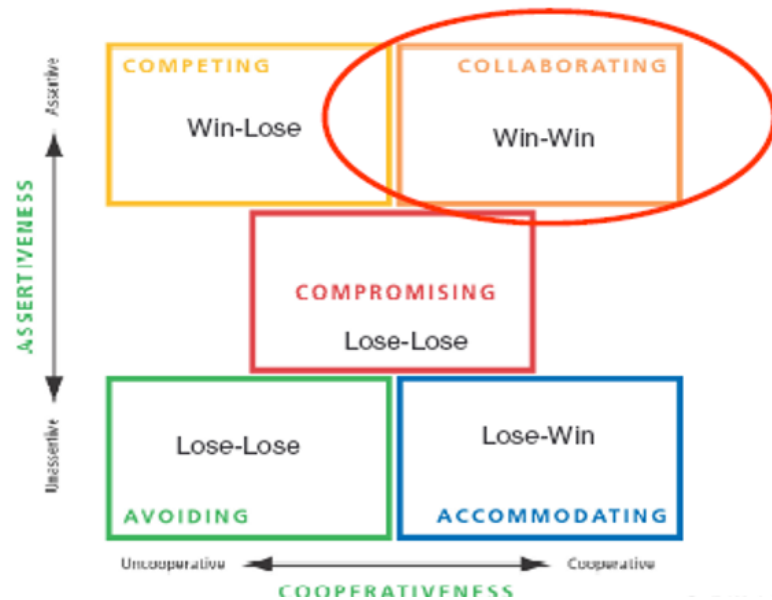 Assertive
ASSERTIVENESS
Unassertive
COMPETING
Win-Lose
COLLABORATING
Win-Win
COMPROMISING
Lose-Lose
Lose-Lose
AVOIDING
Lose-Win
ACCOMMODATING
Uncooperative
Cooperative
COOPERATIVENESS